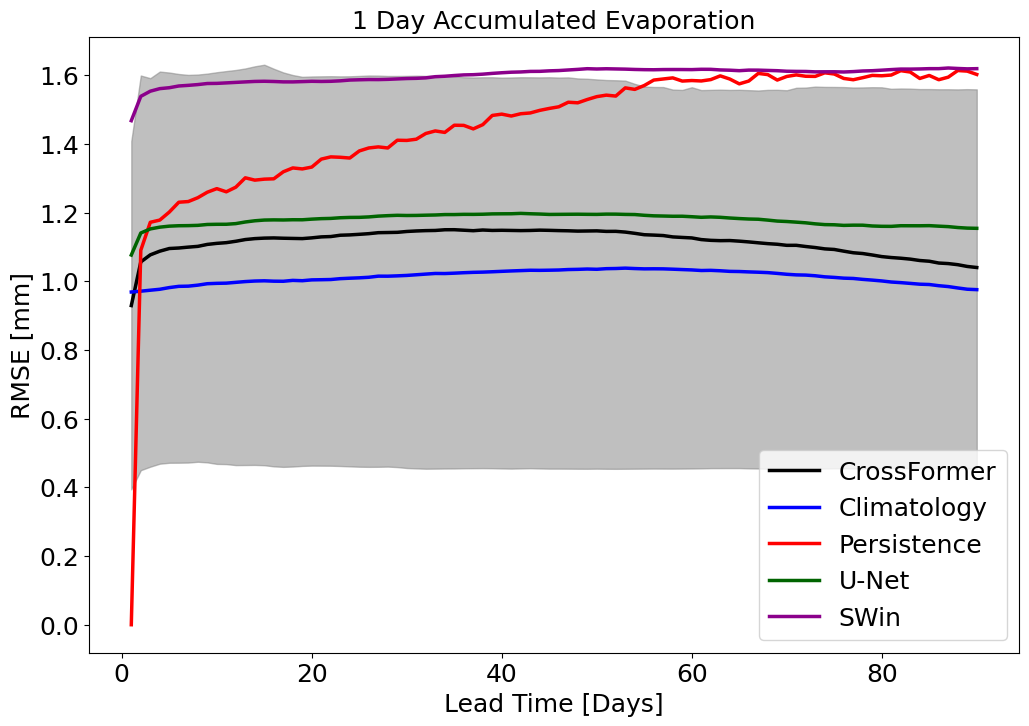 1 Day Accumulated Evaporation
RMSE [mm]
1.6
1.4
1.2
1.0
0.8
0.6
0.4
0.2
0.0
0 20 40 60 80
Lead Time [Days]
CrossFormer
Climatology
Persistence
U-Net
SWin